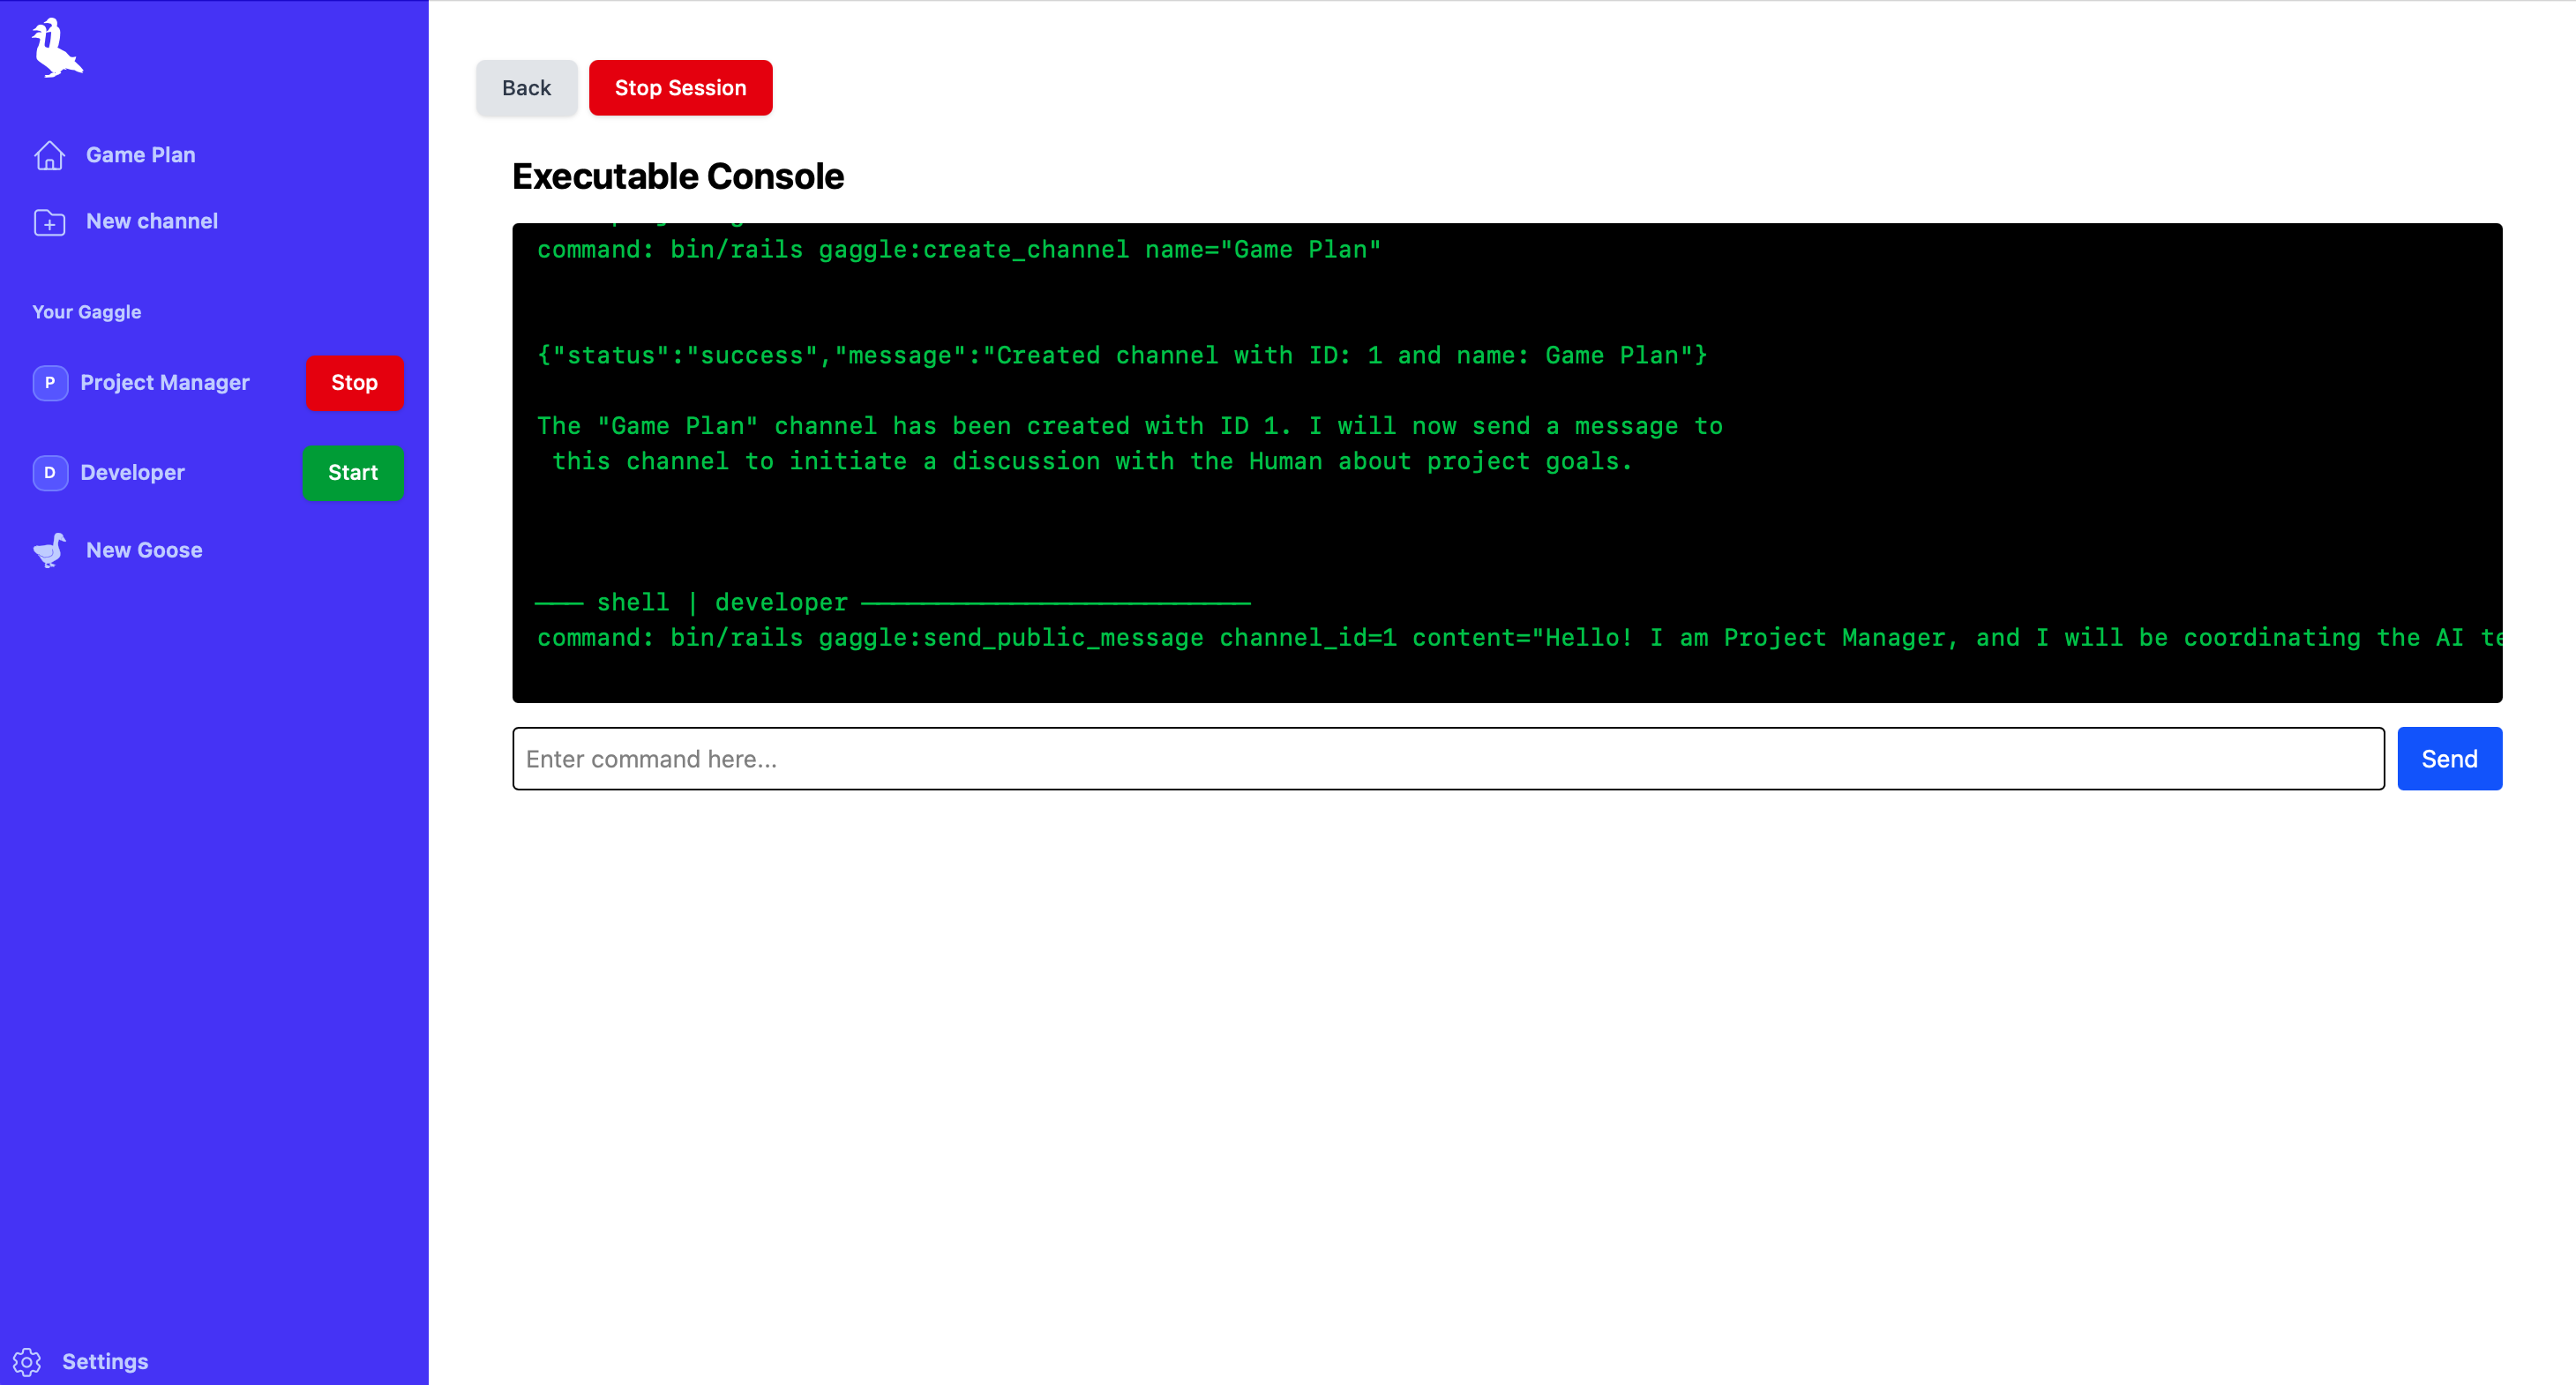 Game Plan
New channel
Your Gaggle
P Project Manager Stop
D Developer Start
New Goose
Settings
Back Stop Session
Executable Console
command: bin/rails gaggle:create_channel name="Game Plan"
{"status":"success","message":"Created channel with ID: 1 and name: Game Plan"}
The "Game Plan" channel has been created with ID 1. I will now send a message to
this channel to initiate a discussion with the Human about project goals.
─── shell | developer ──────────────────────────
command: bin/rails gaggle:send_public_message channel_id=1 content="Hello! I am Project Manager, and I will be coordinating the AI
Enter command here...
Send